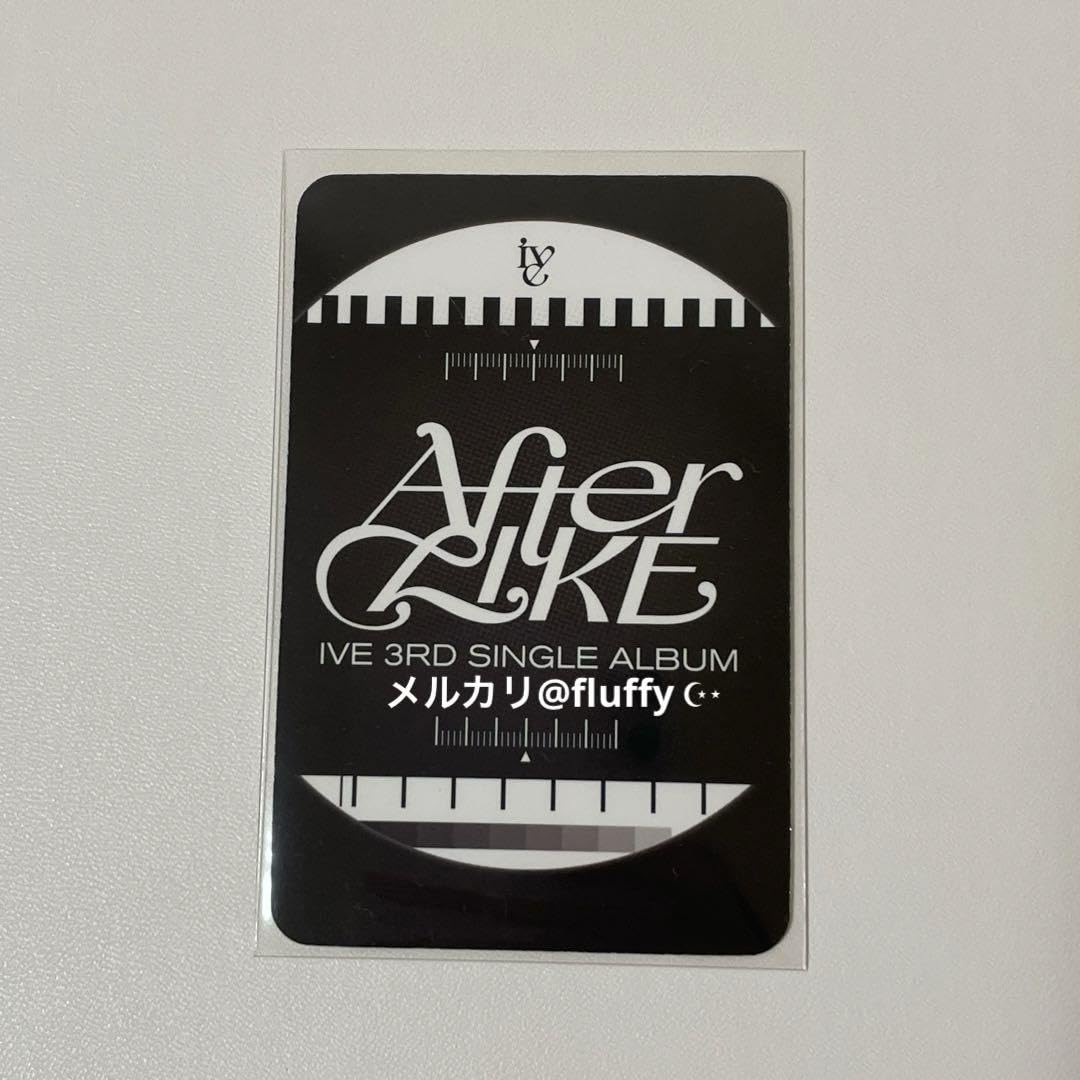 ive
After
LIKE
IVE 3RD SINGLE ALBUM
メルカリ@fluffy☪︎⋆